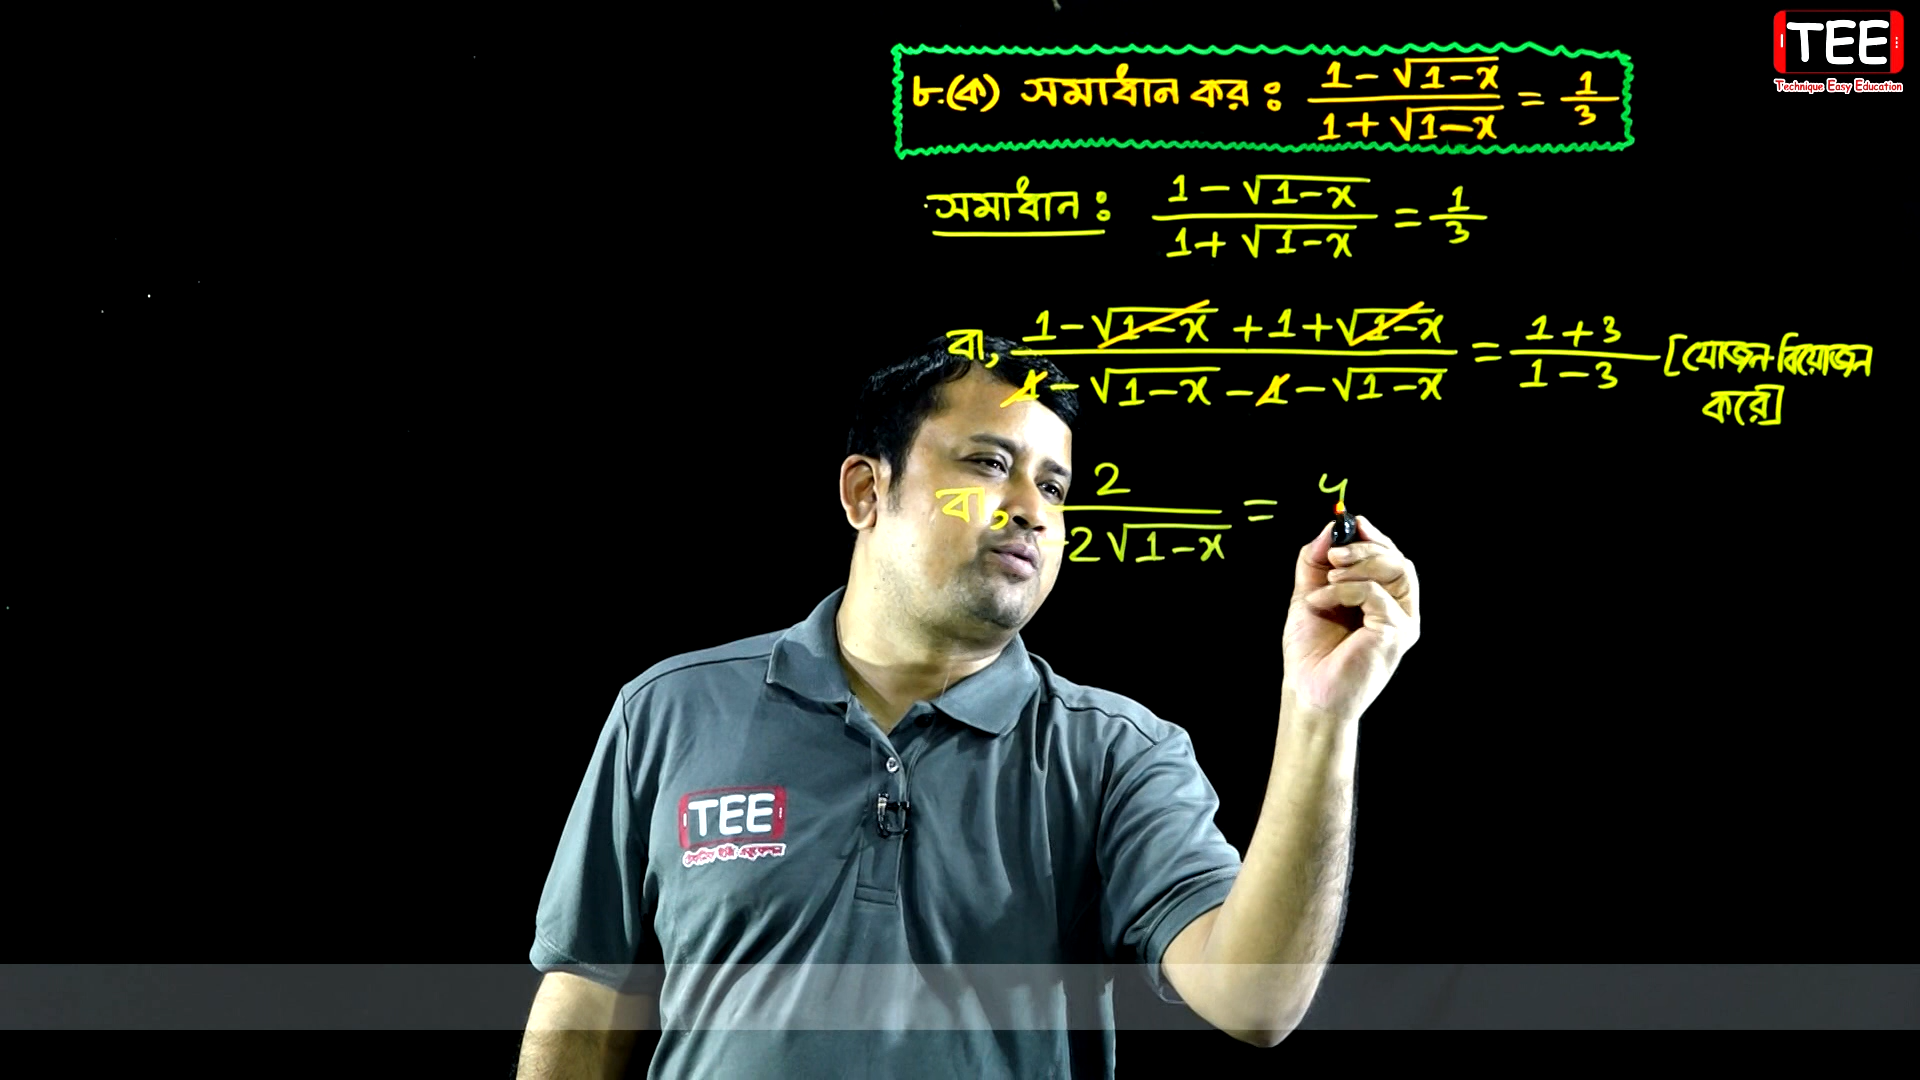 TEE
Technique Easy Education
৮.(ক) সমাধান কর : (1-√(1-x))/(1+√(1-x)) = 1/3
সমাধান : (1-√(1-x))/(1+√(1-x)) = 1/3
বা, (1-√(1-x)+1+√(1-x))/(1-√(1-x)-1-√(1-x)) = (1+3)/(1-3) [যোজন-বিয়োজন
করে]
বা, 2/(-2√(1-x)) = 4
TEE